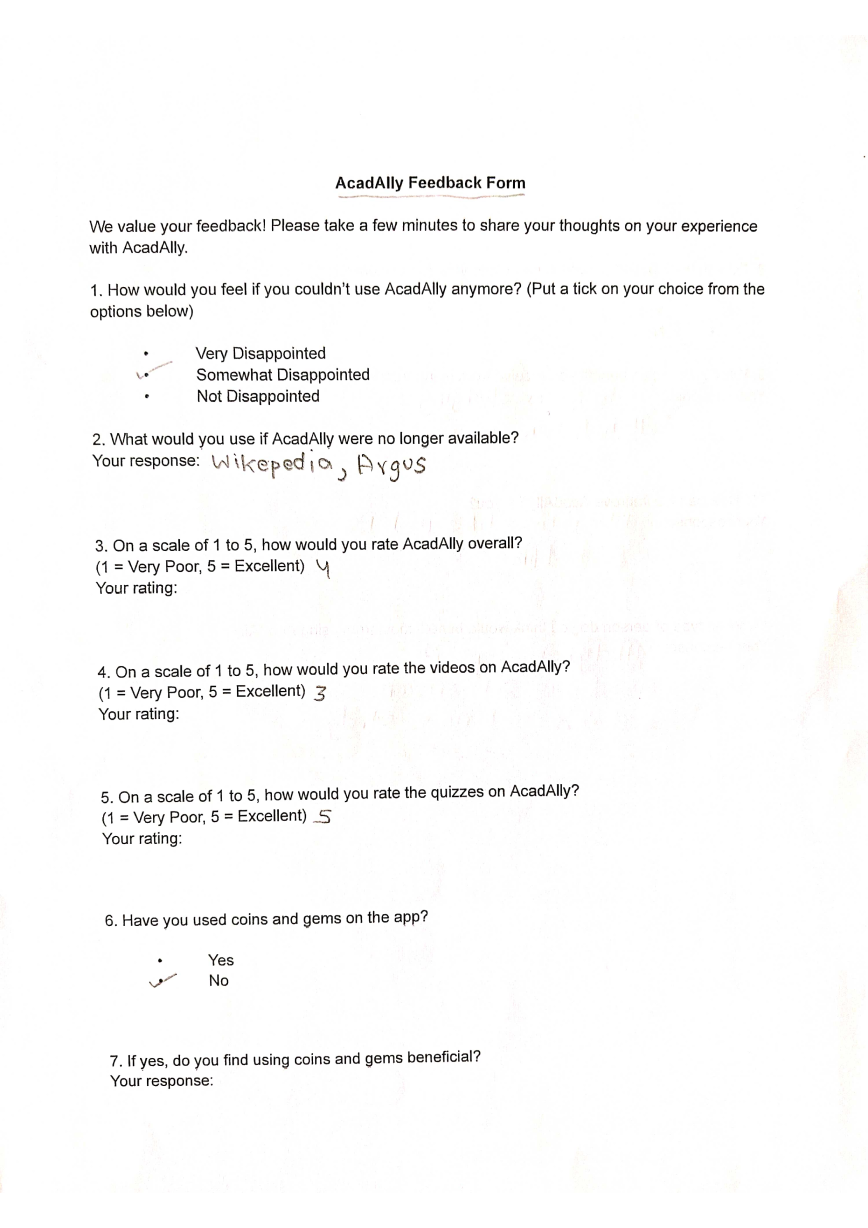 AcadAlly Feedback Form
We value your feedback! Please take a few minutes to share your thoughts on your experience
with AcadAlly.
1. How would you feel if you couldn't use AcadAlly anymore? (Put a tick on your choice from the
options below)
• Very Disappointed
✓• Somewhat Disappointed
• Not Disappointed
2. What would you use if AcadAlly were no longer available?
Your response: Wikepedia, Argus
3. On a scale of 1 to 5, how would you rate AcadAlly overall?
(1 = Very Poor, 5 = Excellent) 4
Your rating:
4. On a scale of 1 to 5, how would you rate the videos on AcadAlly?
(1 = Very Poor, 5 = Excellent) 3
Your rating:
5. On a scale of 1 to 5, how would you rate the quizzes on AcadAlly?
(1 = Very Poor, 5 = Excellent) 5
Your rating:
6. Have you used coins and gems on the app?
• Yes
✓• No
7. If yes, do you find using coins and gems beneficial?
Your response: